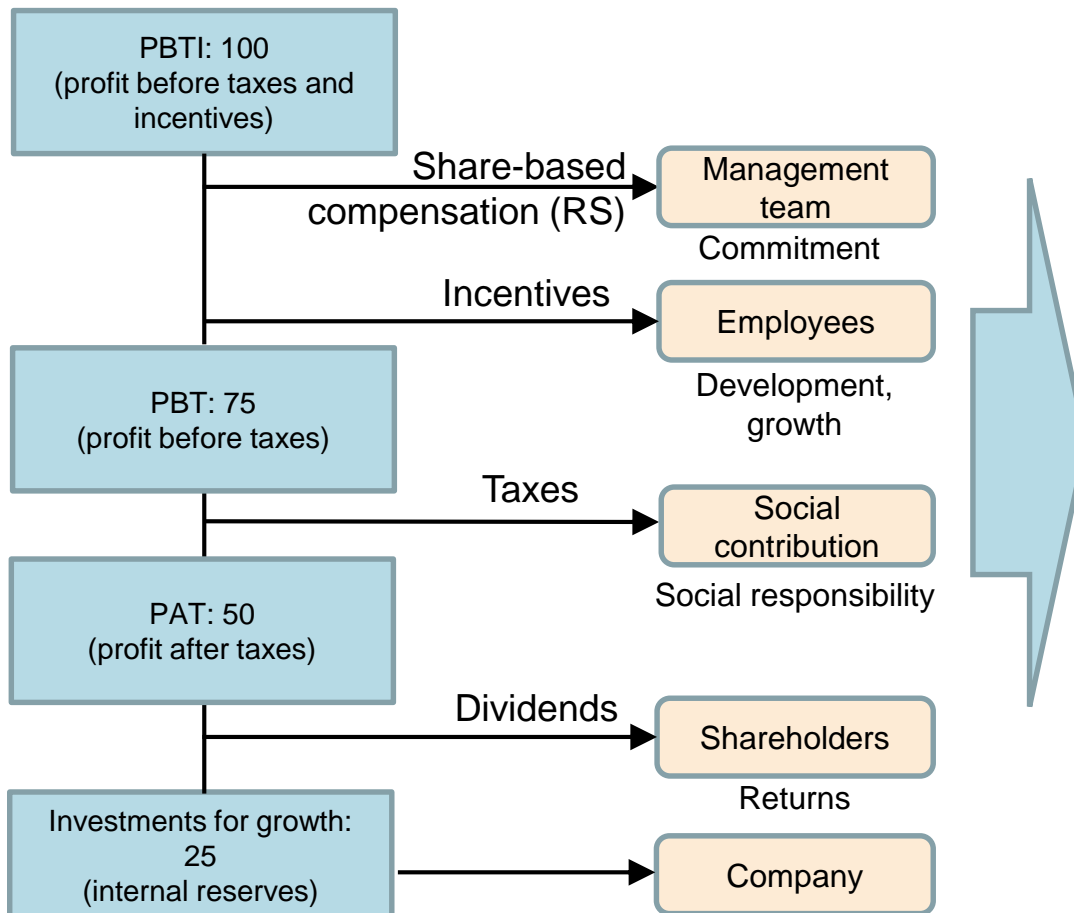 PBTI: 100
(profit before taxes and
incentives)
Share-based
compensation (RS)
Management
team
Commitment
Incentives
Employees
Development,
growth
PBT: 75
(profit before taxes)
Taxes
Social
contribution
Social responsibility
PAT: 50
(profit after taxes)
Dividends
Shareholders
Returns
Investments for growth:
25
(internal reserves)
Company